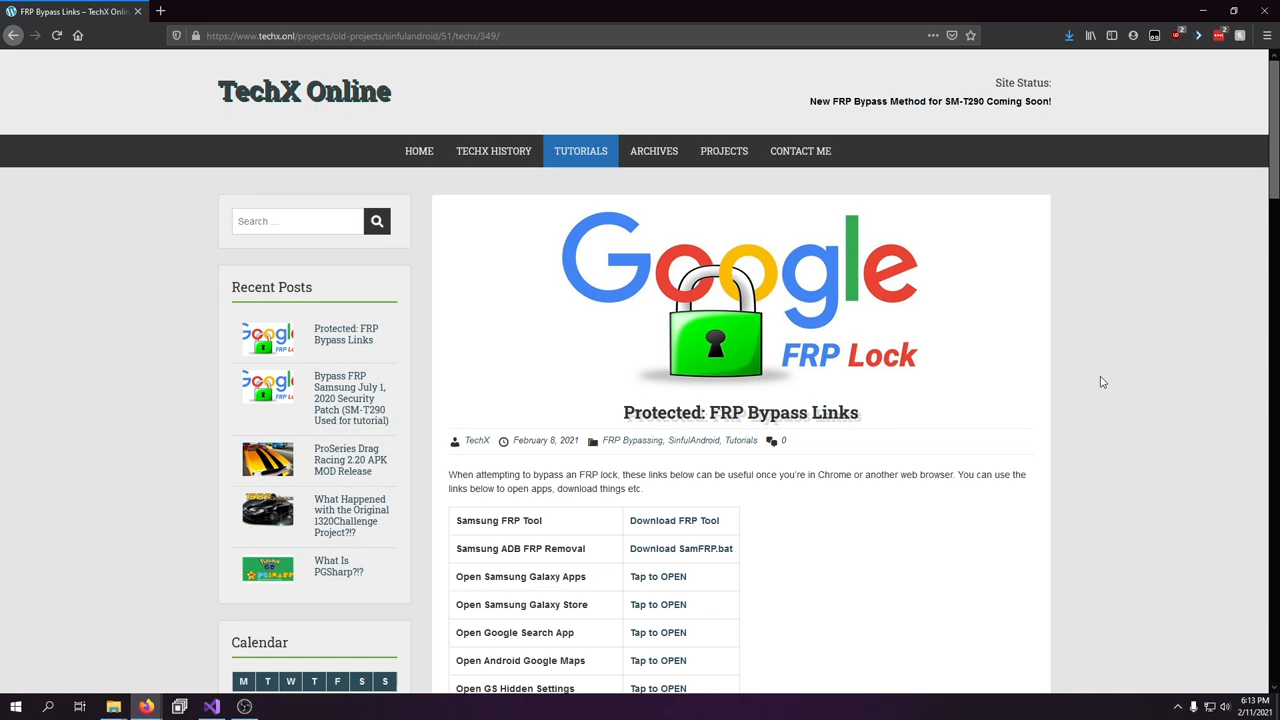 FRP Bypass Links – TechX Onlin
https://www.techx.onl/projects/old-projects/sinfulandroid/51/techx/349/
TechX Online
Site Status:
New FRP Bypass Method for SM-T290 Coming Soon!
HOME
TECHX HISTORY
TUTORIALS
ARCHIVES
PROJECTS
CONTACT ME
Search …
Recent Posts
Google
FRP Lock
Protected: FRP
Bypass Links
Google
FRP Lock
Bypass FRP
Samsung July 1,
2020 Security
Patch (SM-T290
Used for tutorial)
ProSeries Drag
Racing 2.20 APK
MOD Release
What Happened
with the Original
1320Challenge
Project?!?
What Is
PGSharp?!?
Calendar
M T W T F S S
Google
FRP Lock
Protected: FRP Bypass Links
TechX February 8, 2021 FRP Bypassing, SinfulAndroid, Tutorials 0
When attempting to bypass an FRP lock, these links below can be useful once you're in Chrome or another web browser. You can use the
links below to open apps, download things etc.
Samsung FRP Tool Download FRP Tool
Samsung ADB FRP Removal Download SamFRP.bat
Open Samsung Galaxy Apps Tap to OPEN
Open Samsung Galaxy Store Tap to OPEN
Open Google Search App Tap to OPEN
Open Android Google Maps Tap to OPEN
Open GS Hidden Settings Tap to OPEN
6:13 PM
2/11/2021